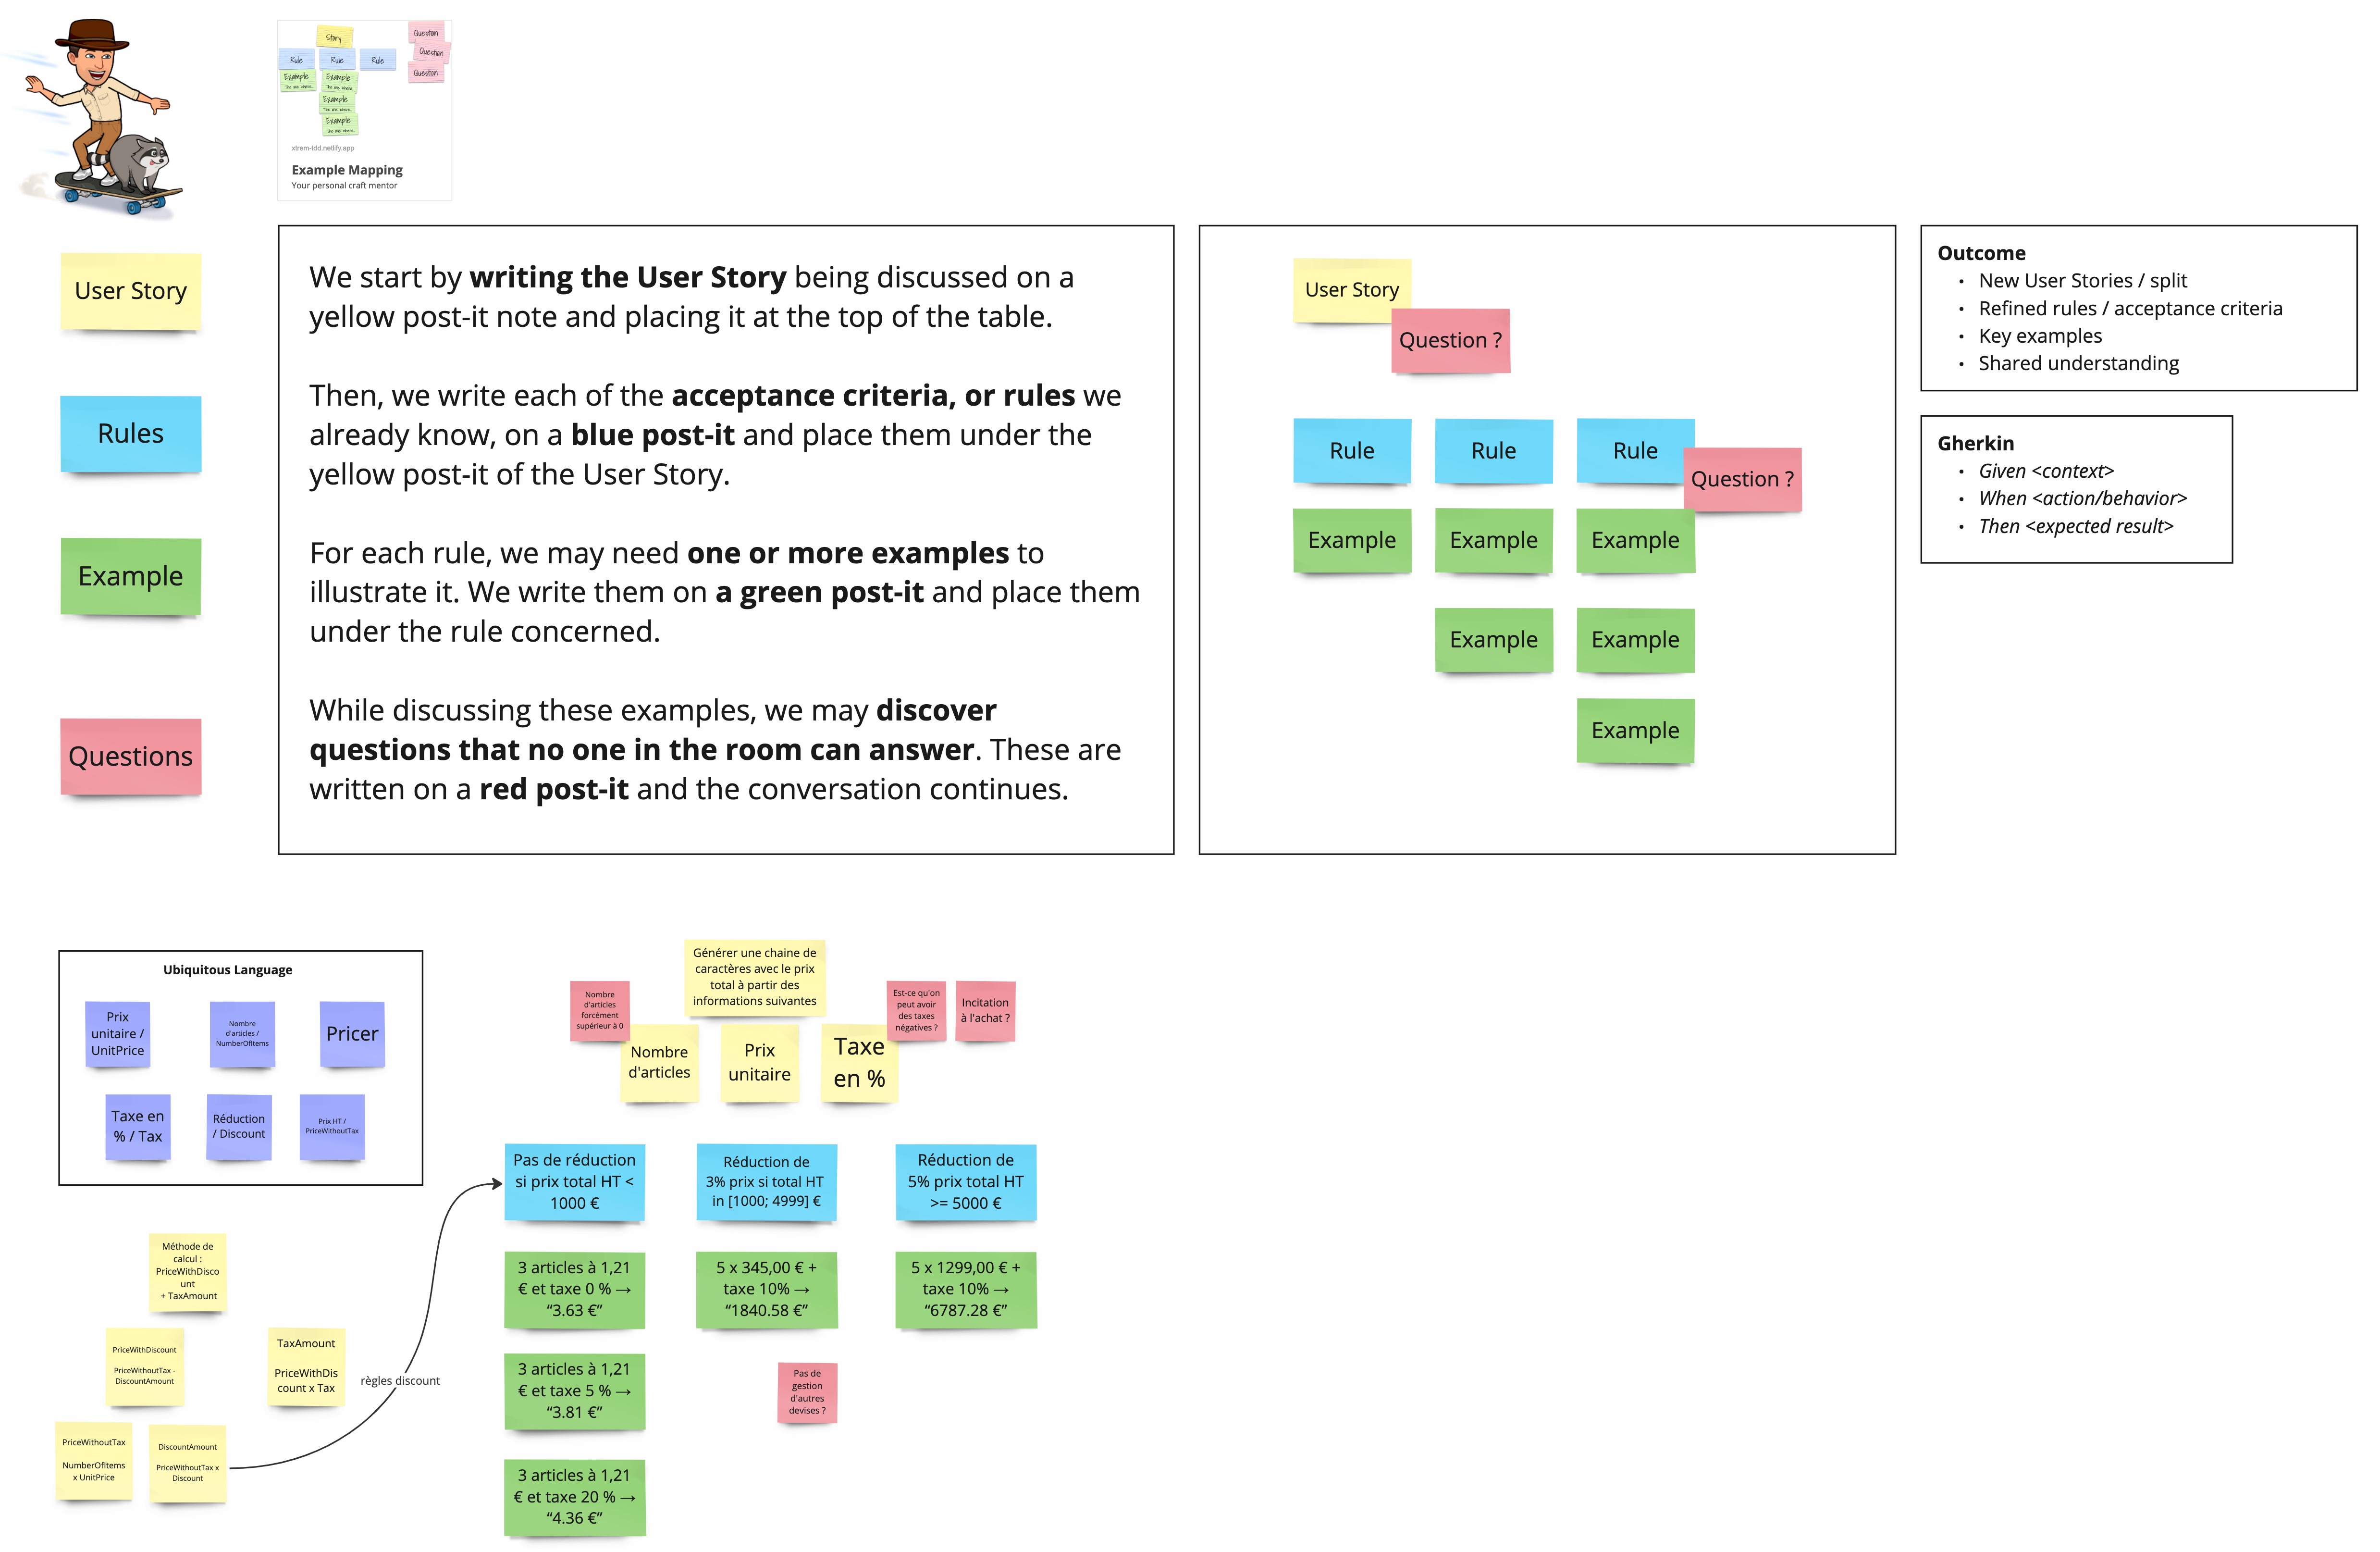 Story
Question
Question
Question
Rule
Rule
Rule
Example
The one where..
Example
The one where..
Example
The one where..
Example
The one where..
xtrem-tdd.netlify.app
Example Mapping
Your personal craft mentor
User Story
Rules
Example
Questions
We start by writing the User Story being discussed on a
yellow post-it note and placing it at the top of the table.
Then, we write each of the acceptance criteria, or rules we
already know, on a blue post-it and place them under the
yellow post-it of the User Story.
For each rule, we may need one or more examples to
illustrate it. We write them on a green post-it and place them
under the rule concerned.
While discussing these examples, we may discover
questions that no one in the room can answer. These are
written on a red post-it and the conversation continues.
User Story
Question ?
Rule
Rule
Rule
Question ?
Example
Example
Example
Example
Example
Example
Outcome
• New User Stories / split
• Refined rules / acceptance criteria
• Key examples
• Shared understanding
Gherkin
• Given <context>
• When <action/behavior>
• Then <expected result>
Ubiquitous Language
Prix
unitaire /
UnitPrice
Nombre
d'articles /
NumberOfItems
Pricer
Taxe en
% / Tax
Réduction
/ Discount
Prix HT /
PriceWithoutTax
Générer une chaine de
caractères avec le prix
total à partir des
informations suivantes
Nombre
d'articles
forcément
supérieur à 0
Est-ce qu'on
peut avoir
des taxes
négatives ?
Incitation
à l'achat ?
Nombre
d'articles
Prix
unitaire
Taxe
en %
Pas de réduction
si prix total HT <
1000 €
Réduction de
3% prix si total HT
in [1000; 4999] €
Réduction de
5% prix total HT
>= 5000 €
3 articles à 1,21
€ et taxe 0 % →
“3.63 €”
5 x 345,00 € +
taxe 10% →
“1840.58 €”
5 x 1299,00 € +
taxe 10% →
“6787.28 €”
3 articles à 1,21
€ et taxe 5 % →
“3.81 €”
Pas de
gestion
d'autres
devises ?
3 articles à 1,21
€ et taxe 20 % →
“4.36 €”
Méthode de
calcul :
PriceWithDisco
unt
+ TaxAmount
PriceWithDiscount
PriceWithoutTax -
DiscountAmount
TaxAmount
PriceWithDis
count x Tax
règles discount
PriceWithoutTax
NumberOfItems
x UnitPrice
DiscountAmount
PriceWithoutTax x
Discount